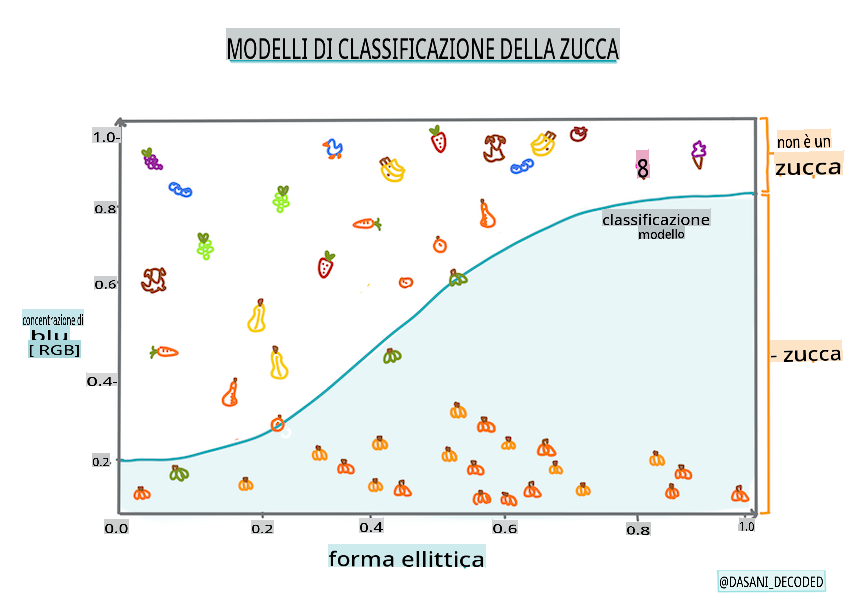 MODELLI DI CLASSIFICAZIONE DELLA ZUCCA
1.0-
0.8-
0.6-
0.4-
0.2-
concentrazione di
blu
[ RGB]
8
non è un
zucca
classificazione
modello
- zucca
0.0
0.2
0.4
0.6
0.8
1.0
forma ellittica
@DASANI_DECODED